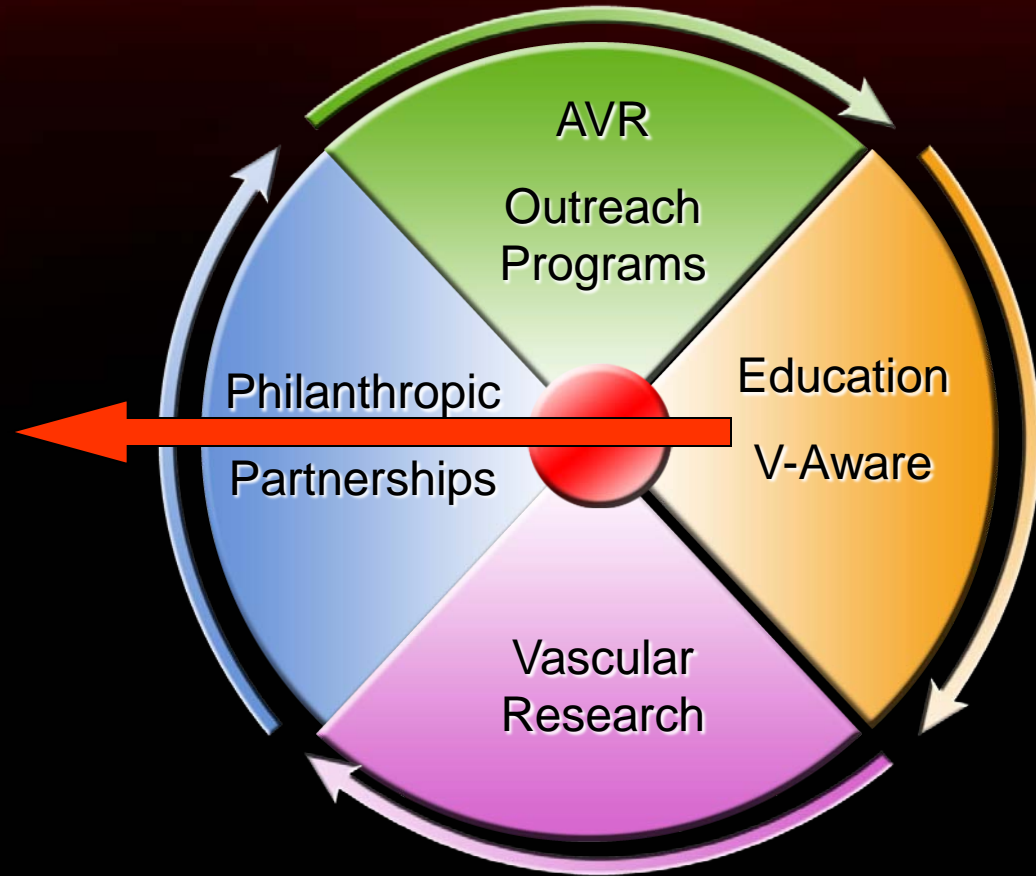 AVR
Outreach
Programs
Education
V-Aware
Vascular
Research
Philanthropic
Partnerships